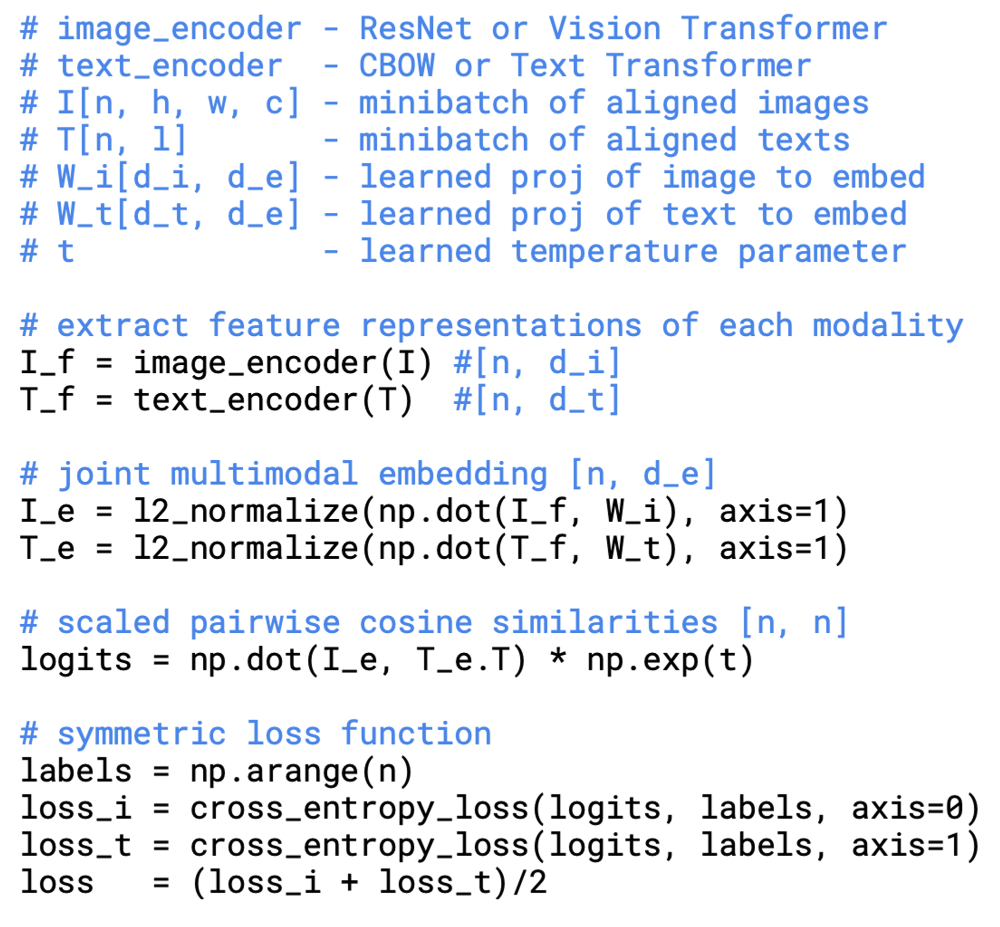 # image_encoder - ResNet or Vision Transformer
# text_encoder  - CBOW or Text Transformer
# I[n, h, w, c] - minibatch of aligned images
# T[n, l]       - minibatch of aligned texts
# W_i[d_i, d_e] - learned proj of image to embed
# W_t[d_t, d_e] - learned proj of text to embed
# t             - learned temperature parameter

# extract feature representations of each modality
I_f = image_encoder(I) #[n, d_i]
T_f = text_encoder(T)  #[n, d_t]

# joint multimodal embedding [n, d_e]
I_e = l2_normalize(np.dot(I_f, W_i), axis=1)
T_e = l2_normalize(np.dot(T_f, W_t), axis=1)

# scaled pairwise cosine similarities [n, n]
logits = np.dot(I_e, T_e.T) * np.exp(t)

# symmetric loss function
labels = np.arange(n)
loss_i = cross_entropy_loss(logits, labels, axis=0)
loss_t = cross_entropy_loss(logits, labels, axis=1)
loss   = (loss_i + loss_t)/2